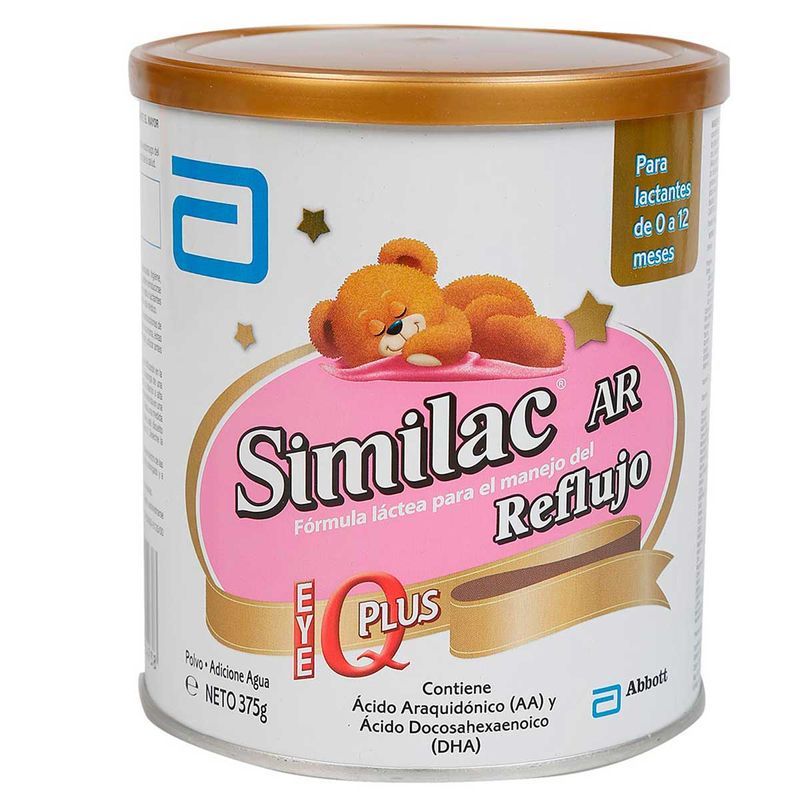 Para
lactantes
de 0 a 12
meses
Similac® AR
Fórmula láctea para el manejo del
Reflujo
EYE
Q PLUS
Polvo • Adicione Agua
℮ NETO 375g
Contiene
Ácido Araquidónico (AA) y
Ácido Docosahexaenoico
(DHA)
Abbott